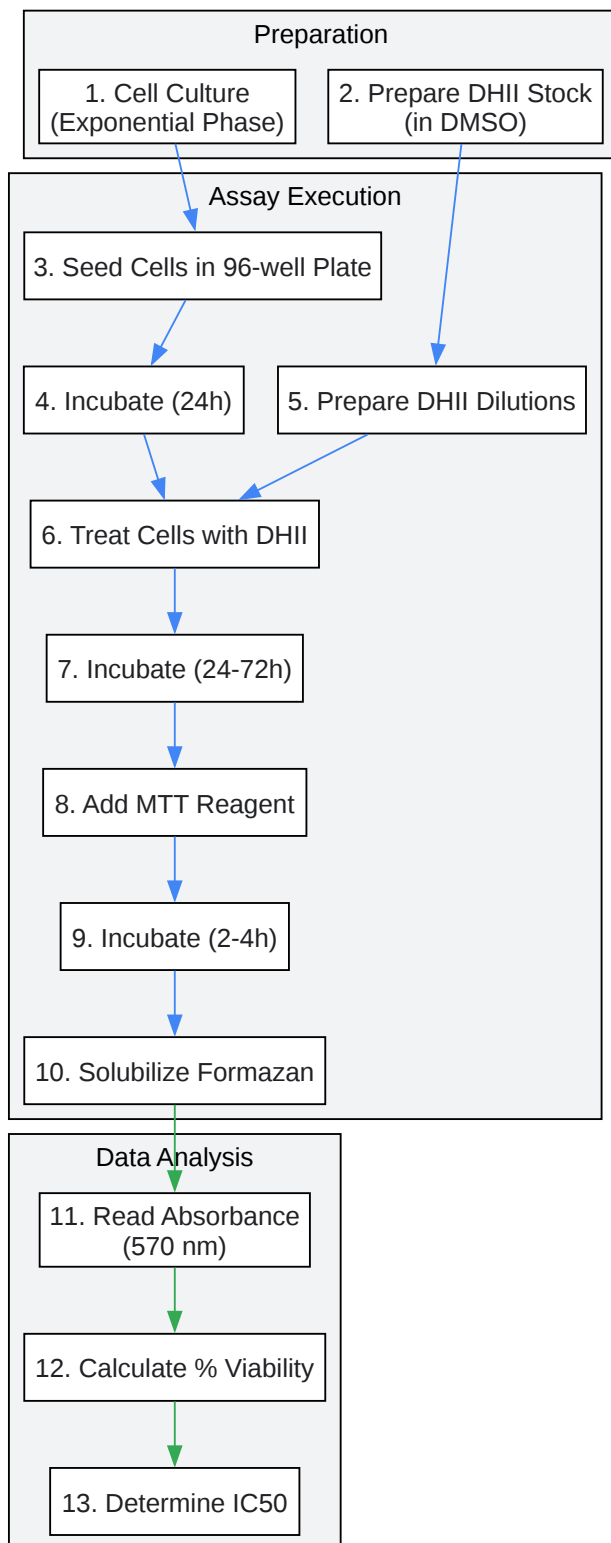 Preparation
1. Cell Culture
(Exponential Phase)
2. Prepare DHII Stock
(in DMSO)
Assay Execution
3. Seed Cells in 96-well Plate
4. Incubate (24h)
5. Prepare DHII Dilutions
6. Treat Cells with DHII
7. Incubate (24-72h)
8. Add MTT Reagent
9. Incubate (2-4h)
10. Solubilize Formazan
Data Analysis
11. Read Absorbance
(570 nm)
12. Calculate % Viability
13. Determine IC50